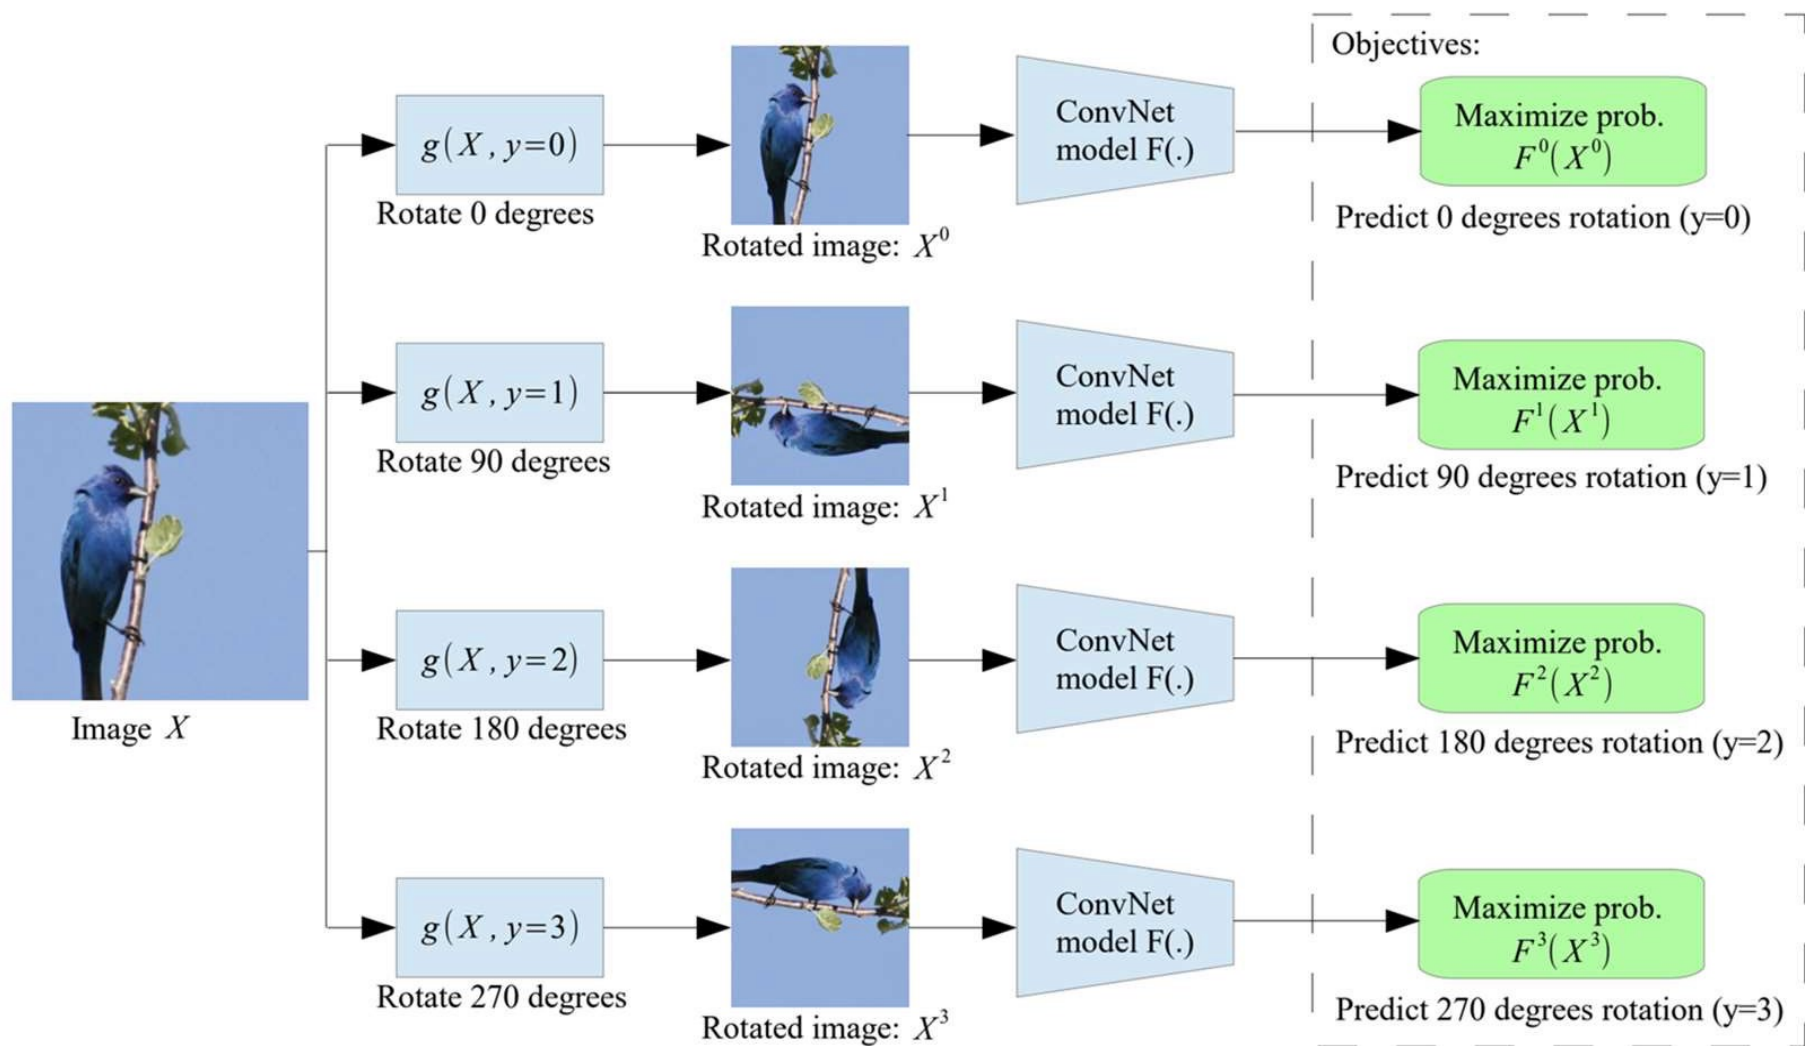 Objectives:
g(X, y=0)
Rotate 0 degrees
Rotated image: X⁰
ConvNet
model F(.)
Maximize prob.
F⁰(X⁰)
Predict 0 degrees rotation (y=0)
g(X, y=1)
Rotate 90 degrees
Rotated image: X¹
ConvNet
model F(.)
Maximize prob.
F¹(X¹)
Predict 90 degrees rotation (y=1)
Image X
g(X, y=2)
Rotate 180 degrees
Rotated image: X²
ConvNet
model F(.)
Maximize prob.
F²(X²)
Predict 180 degrees rotation (y=2)
g(X, y=3)
Rotate 270 degrees
Rotated image: X³
ConvNet
model F(.)
Maximize prob.
F³(X³)
Predict 270 degrees rotation (y=3)